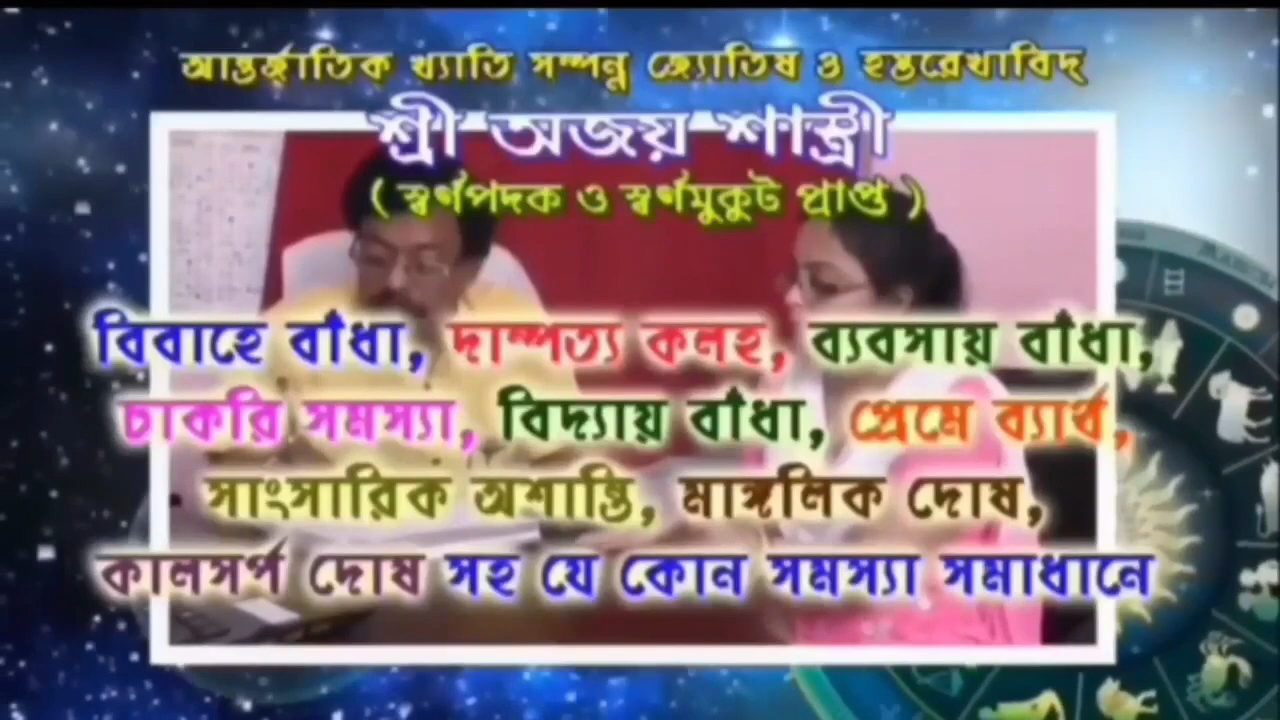 আন্তর্জ্জাতিক খ্যাতি সম্পন্ন জ্যোতিষ ও হস্তরেখাবিদ্
শ্রী অজয় শাস্ত্রী
( স্বর্ণপদক ও স্বর্ণমুকুট প্রাপ্ত )
বিবাহে বাঁধা, দাম্পত্য কলহ, ব্যবসায় বাঁধা,
চাকরি সমস্যা, বিদ্যায় বাঁধা, প্রেমে ব্যার্থ,
সাংসারিক অশান্তি, মাঙ্গলিক দোষ,
কালসর্প দোষ সহ যে কোন সমস্যা সমাধানে